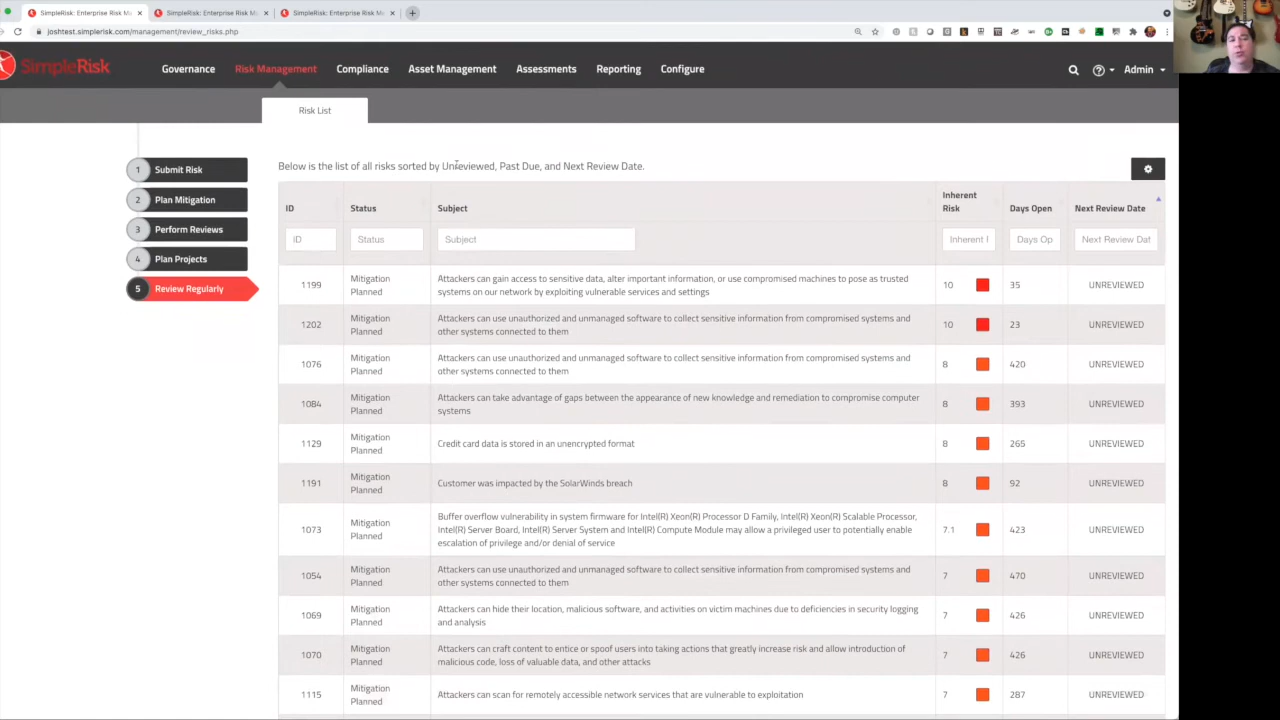 SimpleRisk: Enterprise Risk M
SimpleRisk: Enterprise Risk M
SimpleRisk: Enterprise Risk M
joshtest.simplerisk.com/management/review_risks.php
SimpleRisk
Governance
Risk Management
Compliance
Asset Management
Assessments
Reporting
Configure
Admin
Risk List
1 Submit Risk
2 Plan Mitigation
3 Perform Reviews
4 Plan Projects
5 Review Regularly
Below is the list of all risks sorted by Unreviewed, Past Due, and Next Review Date.
ID
Status
Subject
Inherent
Risk
Days Open
Next Review Date
ID
Status
Subject
Inherent
Days Op
Next Review Dat
1199
Mitigation
Planned
Attackers can gain access to sensitive data, alter important information, or use compromised machines to pose as trusted
systems on our network by exploiting vulnerable services and settings
10
35
UNREVIEWED
1202
Mitigation
Planned
Attackers can use unauthorized and unmanaged software to collect sensitive information from compromised systems and
other systems connected to them
10
23
UNREVIEWED
1076
Mitigation
Planned
Attackers can use unauthorized and unmanaged software to collect sensitive information from compromised systems and
other systems connected to them
8
420
UNREVIEWED
1084
Mitigation
Planned
Attackers can take advantage of gaps between the appearance of new knowledge and remediation to compromise computer
systems
8
393
UNREVIEWED
1129
Mitigation
Planned
Credit card data is stored in an unencrypted format
8
265
UNREVIEWED
1191
Mitigation
Planned
Customer was impacted by the SolarWinds breach
8
92
UNREVIEWED
1073
Mitigation
Planned
Buffer overflow vulnerability in system firmware for Intel(R) Xeon(R) Processor D Family, Intel(R) Xeon(R) Scalable Processor,
Intel(R) Server Board, Intel(R) Server System and Intel(R) Compute Module may allow a privileged user to potentially enable
escalation of privilege and/or denial of service
7.1
423
UNREVIEWED
1054
Mitigation
Planned
Attackers can use unauthorized and unmanaged software to collect sensitive information from compromised systems and
other systems connected to them
7
470
UNREVIEWED
1069
Mitigation
Planned
Attackers can hide their location, malicious software, and activities on victim machines due to deficiencies in security logging
and analysis
7
426
UNREVIEWED
1070
Mitigation
Planned
Attackers can craft content to entice or spoof users into taking actions that greatly increase risk and allow introduction of
malicious code, loss of valuable data, and other attacks
7
426
UNREVIEWED
1115
Mitigation
Planned
Attackers can scan for remotely accessible network services that are vulnerable to exploitation
7
287
UNREVIEWED